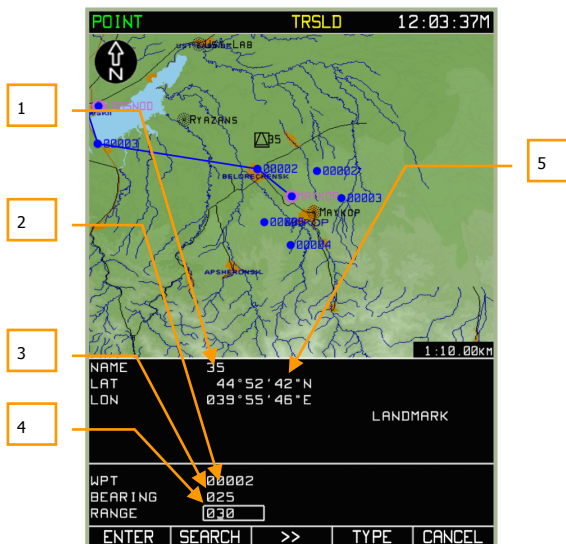 POINT TRSLD 12:03:37M
N
RYAZANS
35
00003
00002
00002
BELORECHENSK
00003
MAYKOP
00004
APSHERONSK
1:10.00KM
NAME 35
LAT 44°52'42"N
LON 039°55'46"E
LANDMARK
WPT 00002
BEARING 025
RANGE 030
ENTER SEARCH >> TYPE CANCEL
1
2
3
4
5